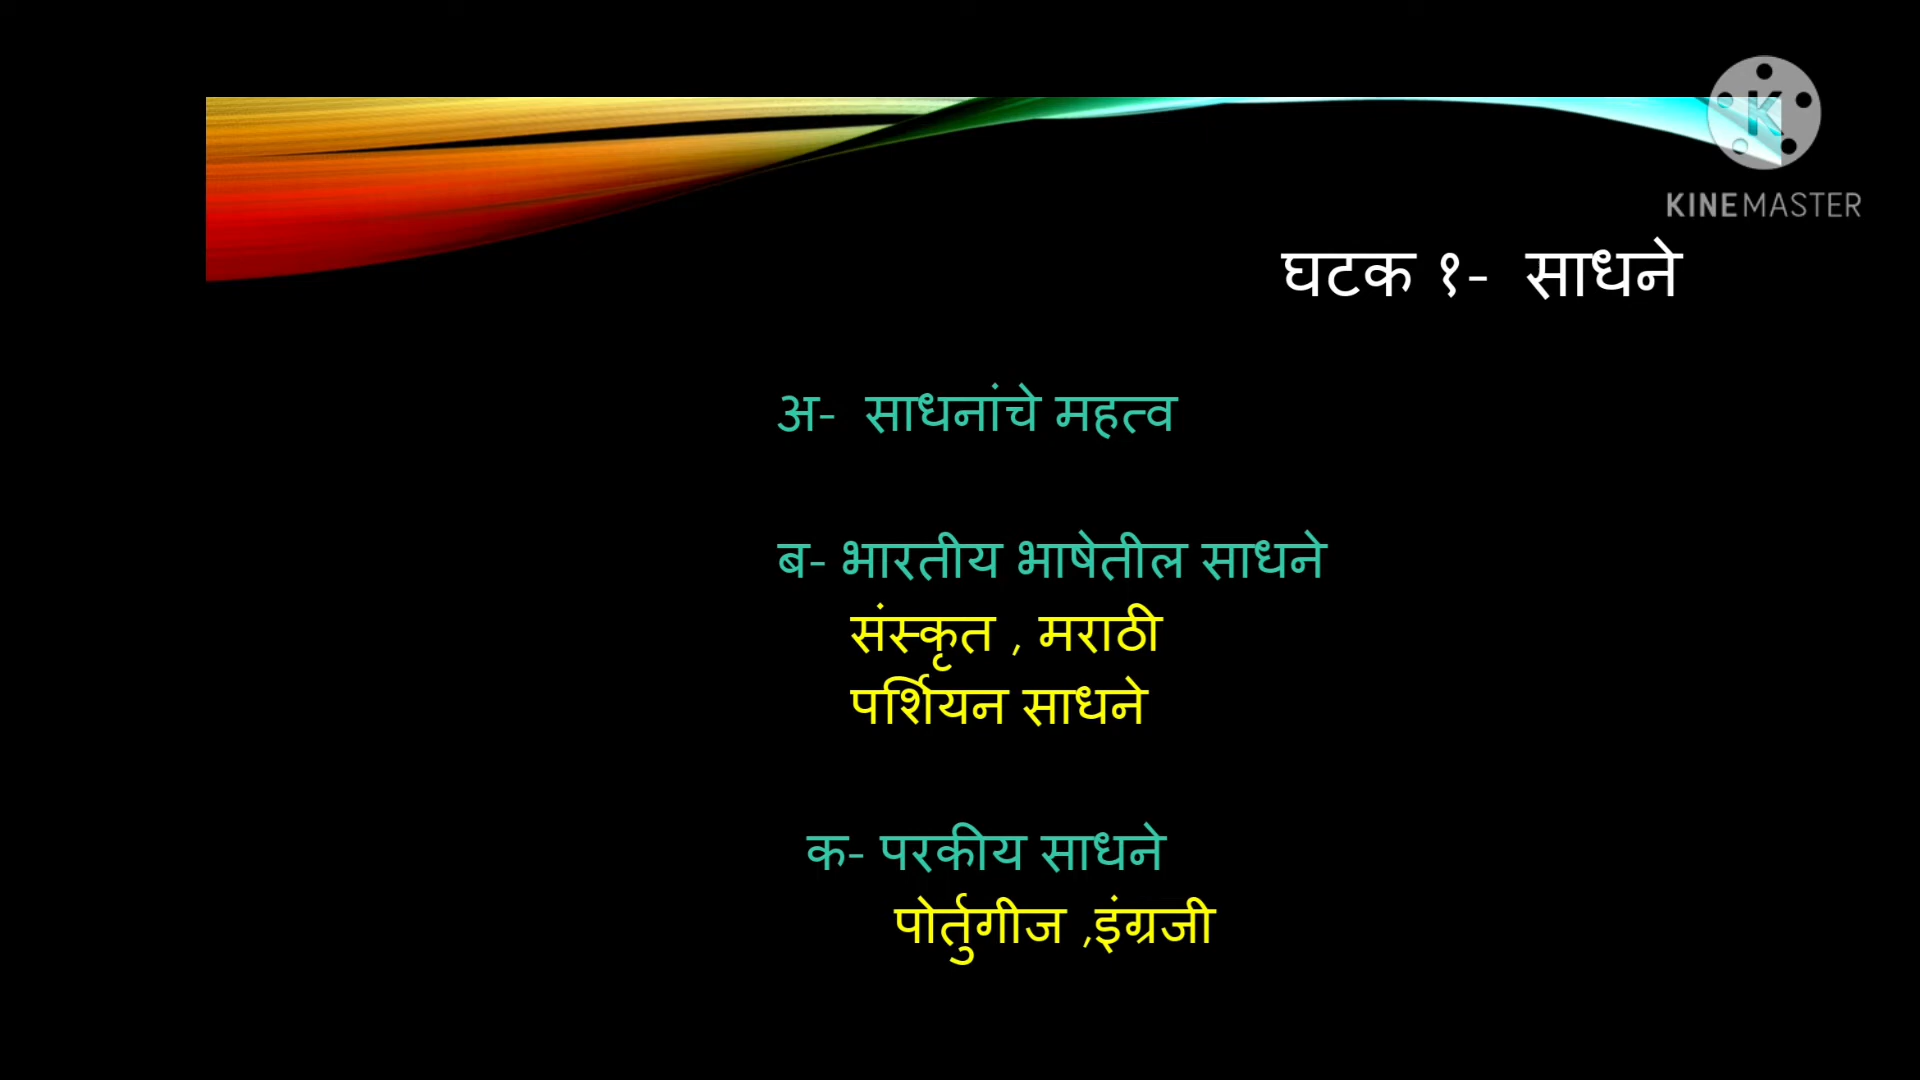 K
KINEMASTER
घटक १- साधने
अ- साधनांचे महत्व
ब- भारतीय भाषेतील साधने
संस्कृत , मराठी
पर्शियन साधने
क- परकीय साधने
पोर्तुगीज ,इंग्रजी